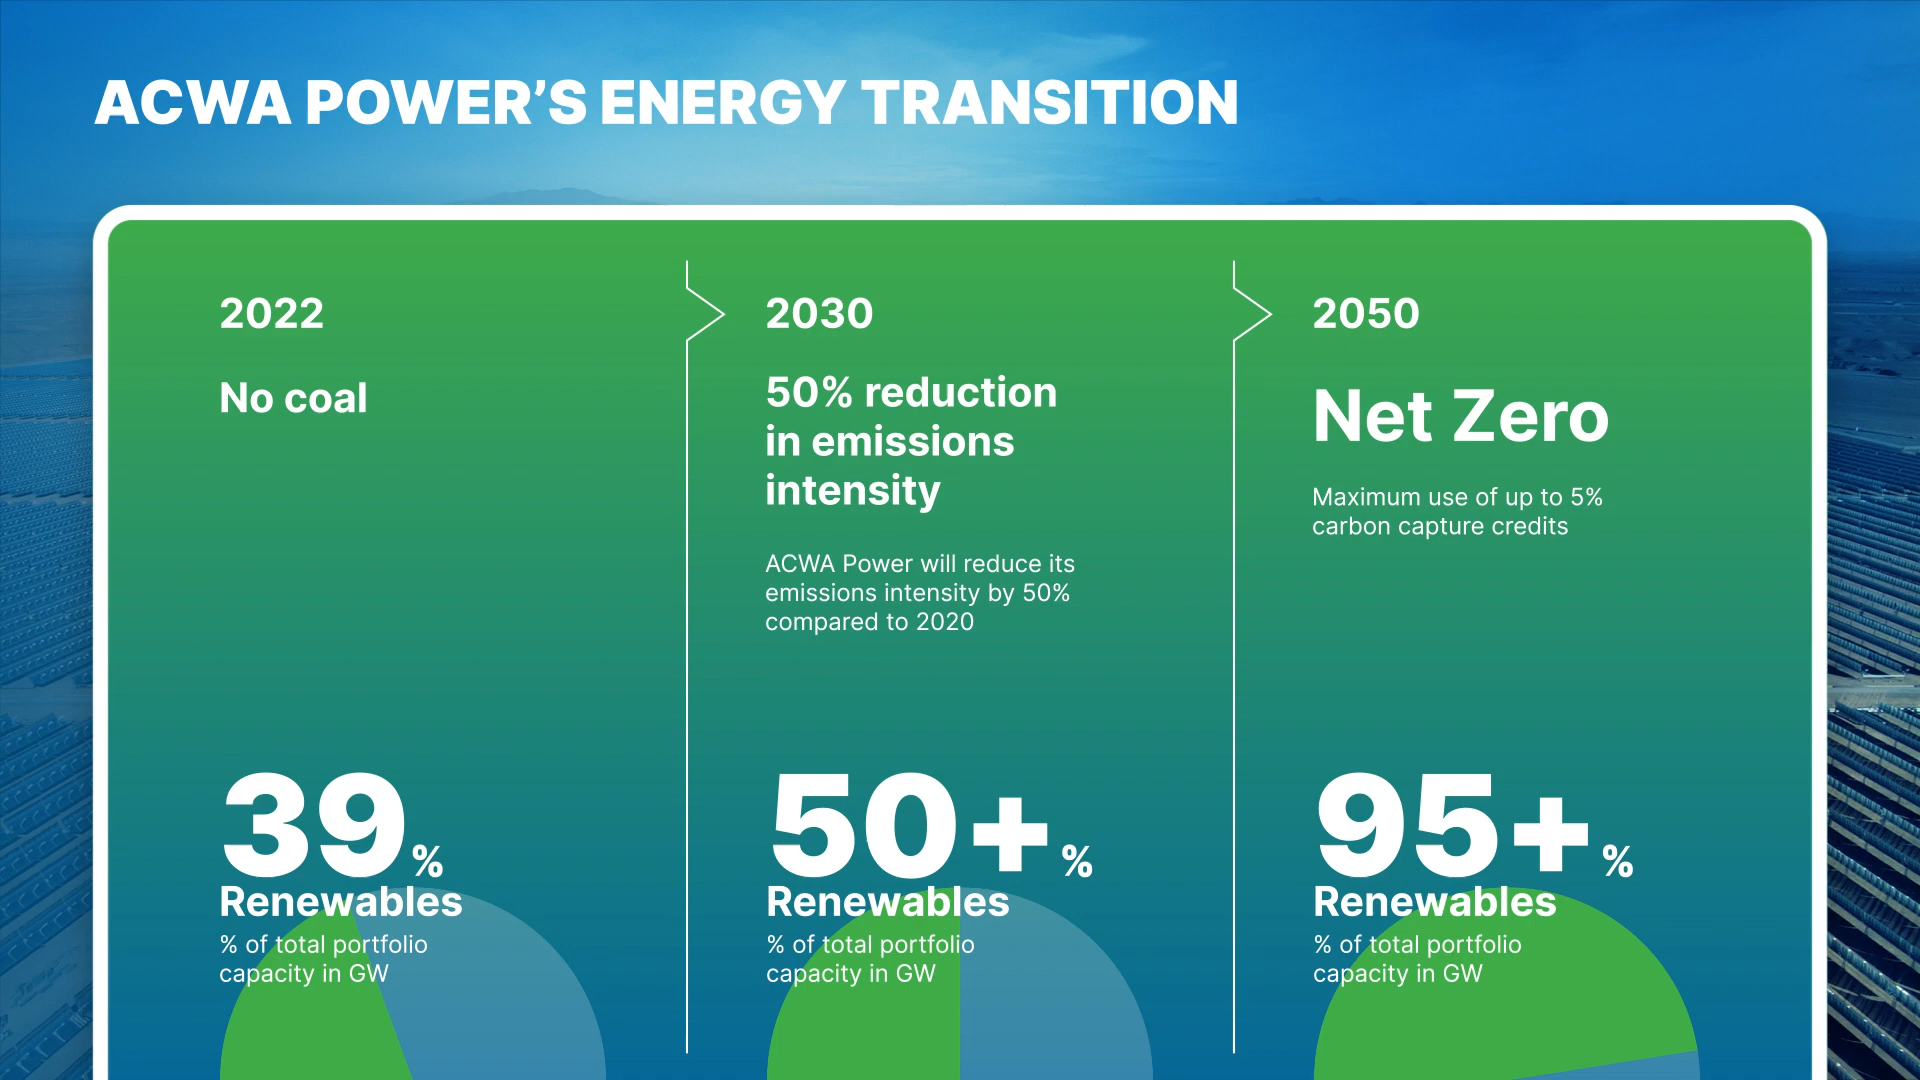 ACWA POWER’S ENERGY TRANSITION
2022
No coal
39%
Renewables
% of total portfolio
capacity in GW
2030
50% reduction
in emissions
intensity
ACWA Power will reduce its
emissions intensity by 50%
compared to 2020
50+%
Renewables
% of total portfolio
capacity in GW
2050
Net Zero
Maximum use of up to 5%
carbon capture credits
95+%
Renewables
% of total portfolio
capacity in GW